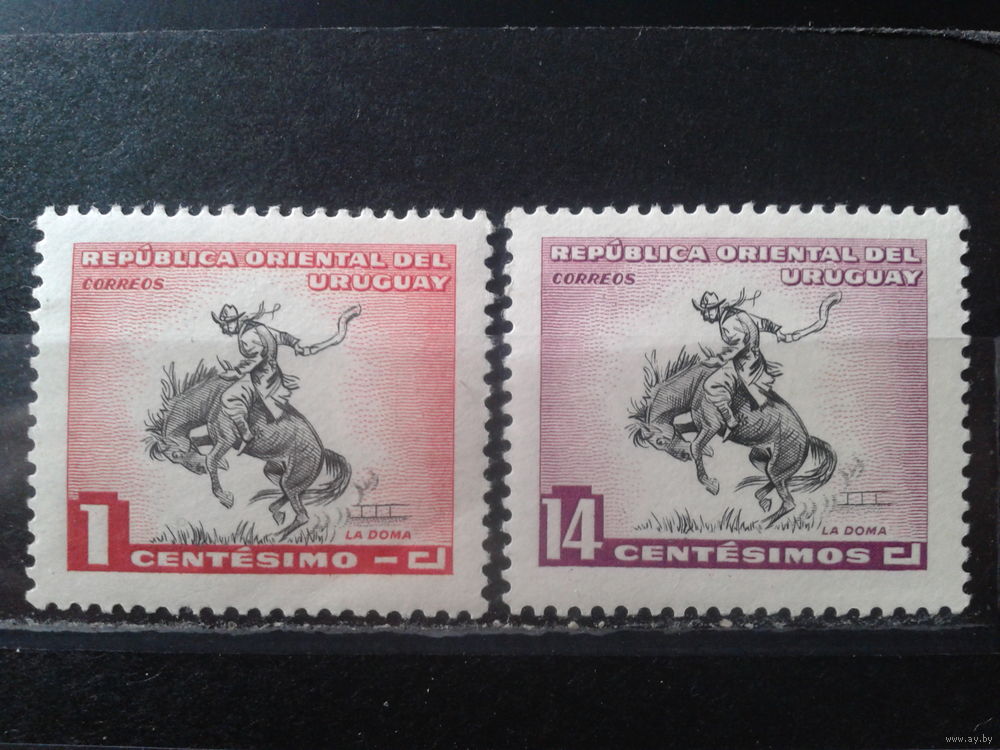 REPÚBLICA ORIENTAL DEL
URUGUAY
CORREOS
LA DOMA
1 CENTÉSIMO -
REPÚBLICA ORIENTAL DEL
URUGUAY
CORREOS
LA DOMA
14 CENTÉSIMOS
www.ay.by